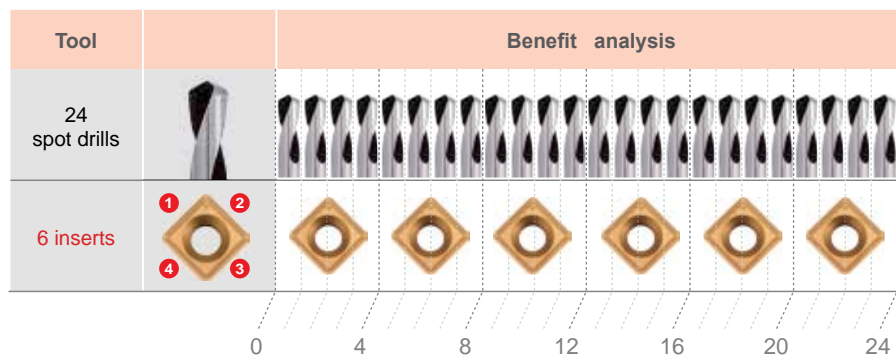 Tool
Benefit analysis
24
spot drills
6 inserts
1
2
4
3
0 4 8 12 16 20 24